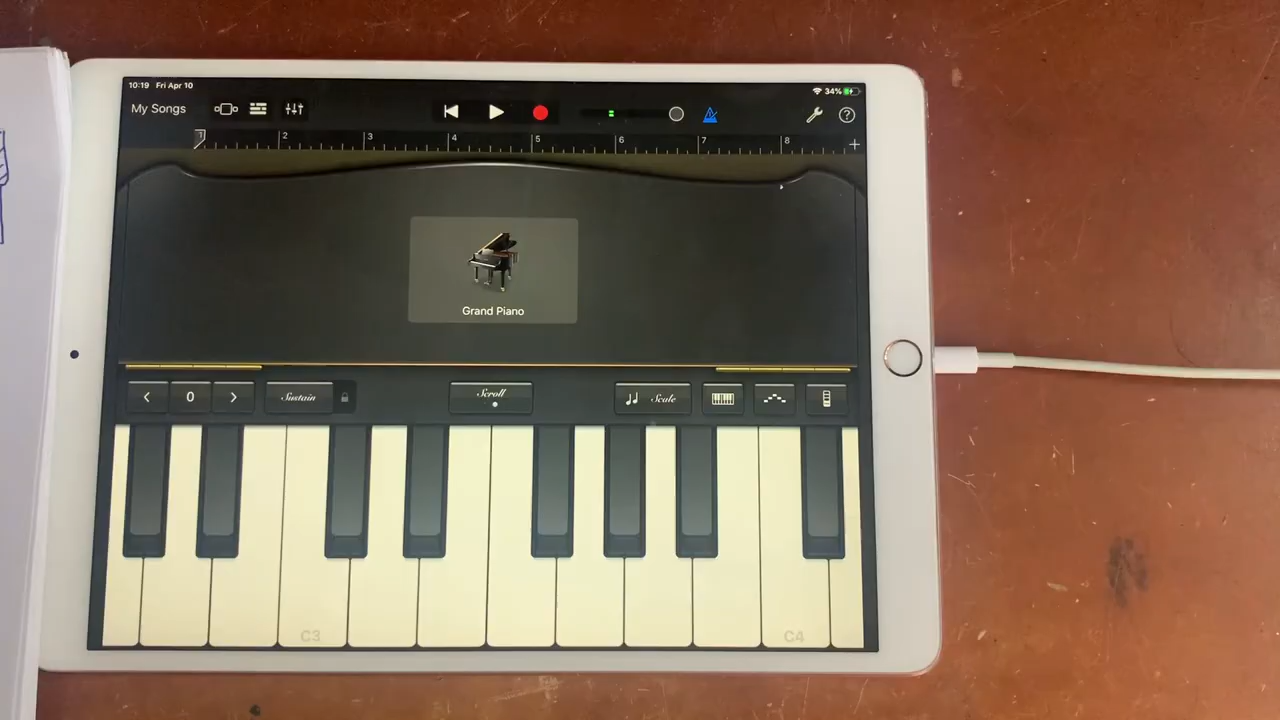 10:19 Fri Apr 10
34%
My Songs
1 2 3 4 5 6 7 8 +
Grand Piano
0 Sustain Scroll Scale
C3 C4